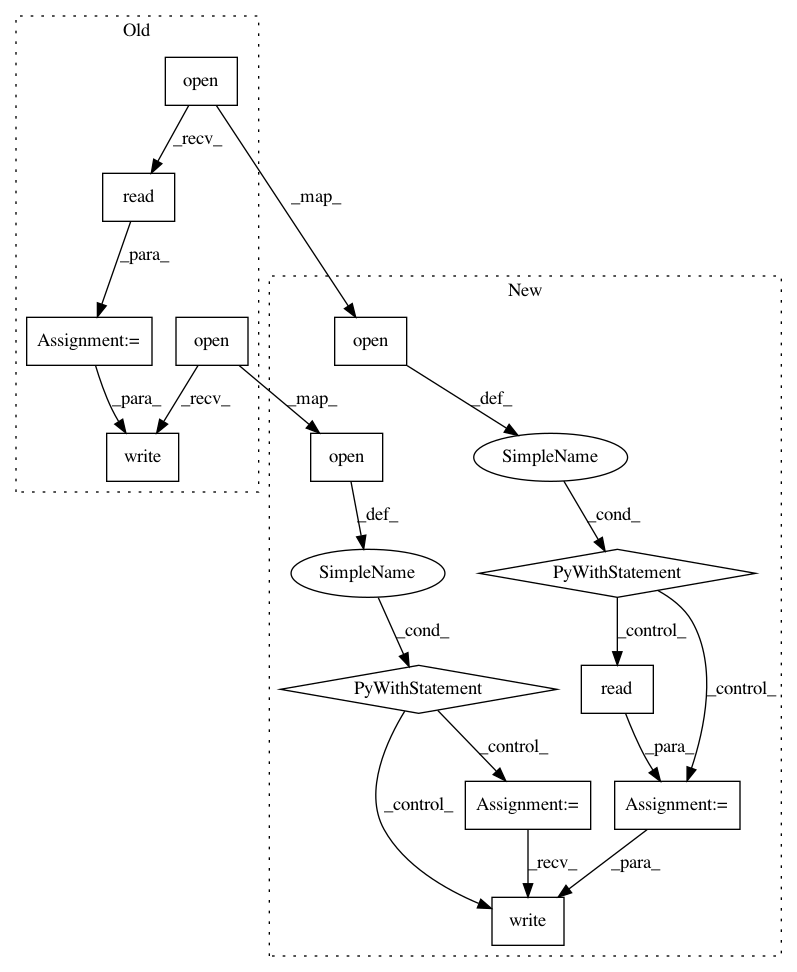 Old
open
_recv_
read
_map_
_para_
New
Assignment:=
open
open
_para_
_recv_
_map_
_def_
write
open
SimpleName
_def_
_cond_
SimpleName
PyWithStatement
_cond_
_control_
PyWithStatement
read
_control_
_control_
_para_
_control_
Assignment:=
Assignment:=
_recv_
_para_
write